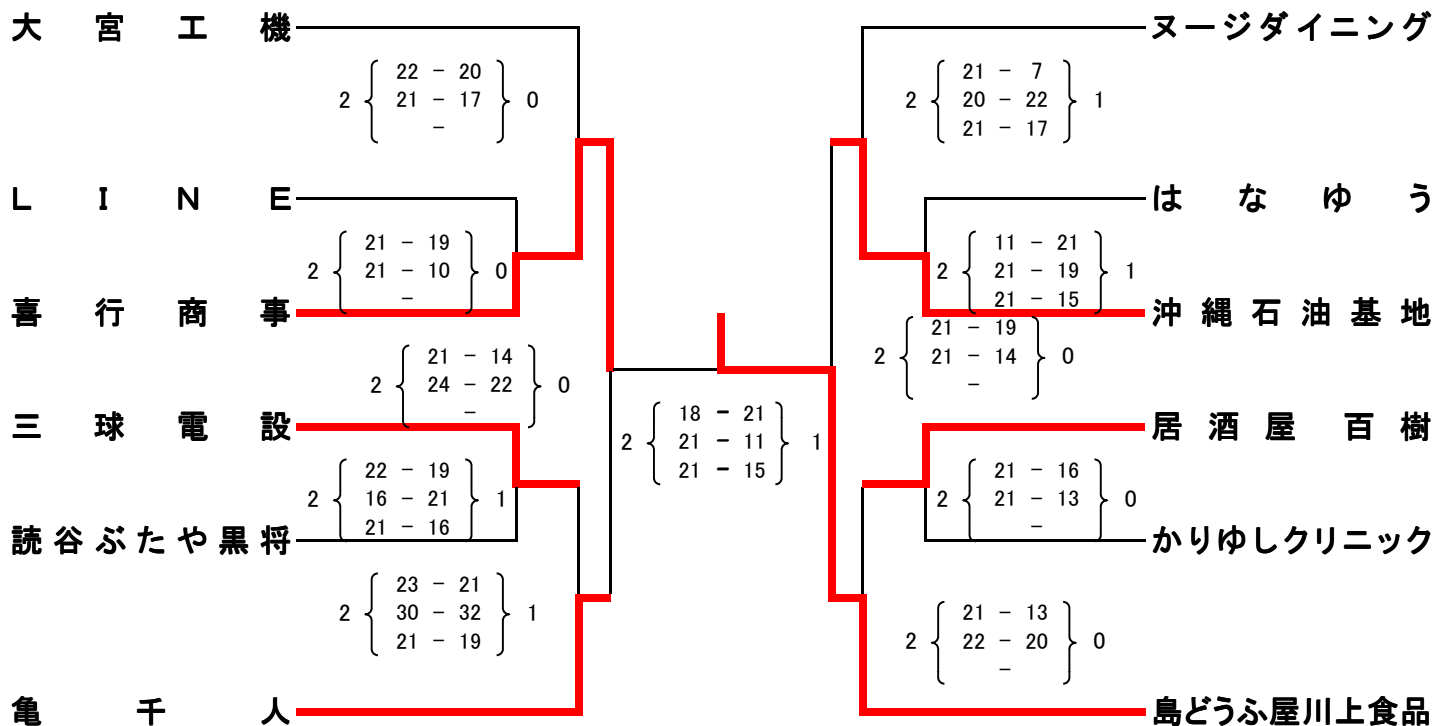 大宮工機
ヌージダイニング
22 - 20
2 21 - 17 0
-
21 - 7
2 20 - 22 1
21 - 17
LINE
はなゆう
21 - 19
2 21 - 10 0
-
11 - 21
2 21 - 19 1
21 - 15
喜行商事
沖縄石油基地
21 - 14
2 24 - 22 0
-
21 - 19
2 21 - 14 0
-
三球電設
居酒屋 百樹
18 - 21
2 21 - 11 1
21 - 15
22 - 19
2 16 - 21 1
21 - 16
21 - 16
2 21 - 13 0
-
読谷ぶたや黒将
かりゆしクリニック
23 - 21
2 30 - 32 1
21 - 19
21 - 13
2 22 - 20 0
-
亀千人
島どうふ屋川上食品